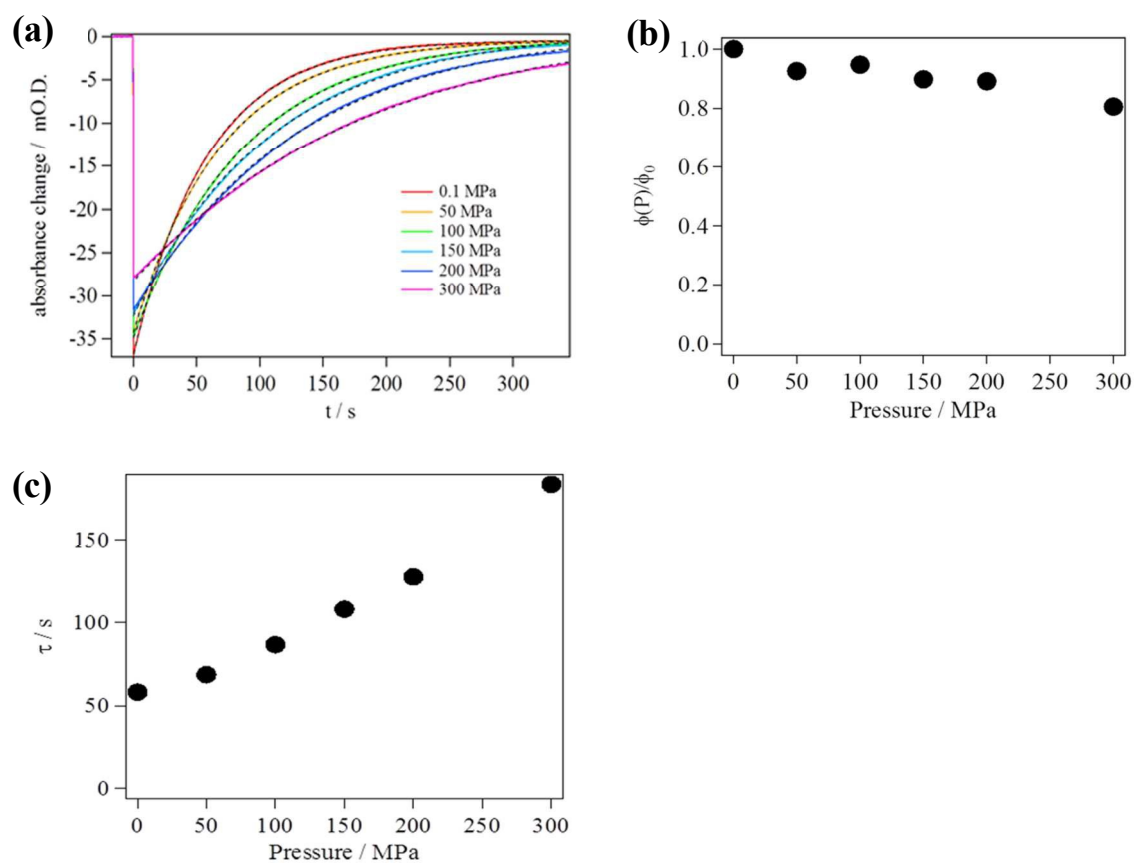 (a)
absorbance change / mO.D.
0
-5
-10
-15
-20
-25
-30
-35
0.1 MPa
50 MPa
100 MPa
150 MPa
200 MPa
300 MPa
0 50 100 150 200 250 300
t / s
(b)
ϕ(P)/ϕ0
1.0
0.8
0.6
0.4
0.2
0.0
0 50 100 150 200 250 300
Pressure / MPa
(c)
τ / s
150
100
50
0
0 50 100 150 200 250 300
Pressure / MPa